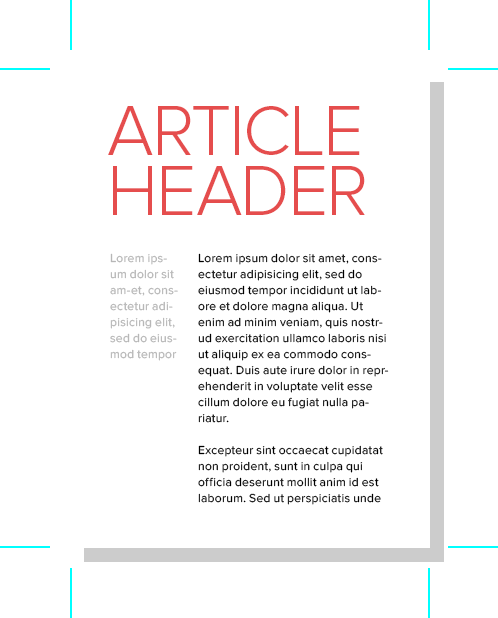 ARTICLE
HEADER
Lorem ips-
um dolor sit
am-et, cons-
ectetur adi-
pisicing elit,
sed do eius-
mod tempor
Lorem ipsum dolor sit amet, cons-
ectetur adipisicing elit, sed do
eiusmod tempor incididunt ut lab-
ore et dolore magna aliqua. Ut
enim ad minim veniam, quis nostr-
ud exercitation ullamco laboris nisi
ut aliquip ex ea commodo cons-
equat. Duis aute irure dolor in repr-
ehenderit in voluptate velit esse
cillum dolore eu fugiat nulla pa-
riatur.
Excepteur sint occaecat cupidatat
non proident, sunt in culpa qui
officia deserunt mollit anim id est
laborum. Sed ut perspiciatis unde